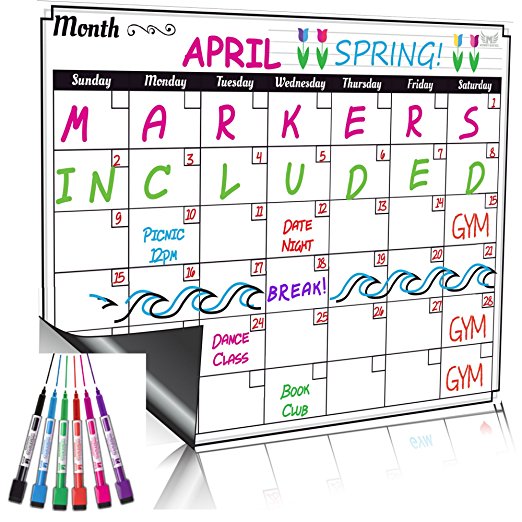 Month APRIL SPRING!
Sunday Monday Tuesday Wednesday Thursday Friday Saturday
1
M A R K E R S
2 3 4 5 6 7 8
I N C L U D E D
9 10 11 12 13 14 15
PICNIC 12PM
DATE NIGHT
GYM
15 16 17 18 19 20 21
BREAK!
24 25 26 27 28
DANCE CLASS
GYM
BOOK CLUB
GYM